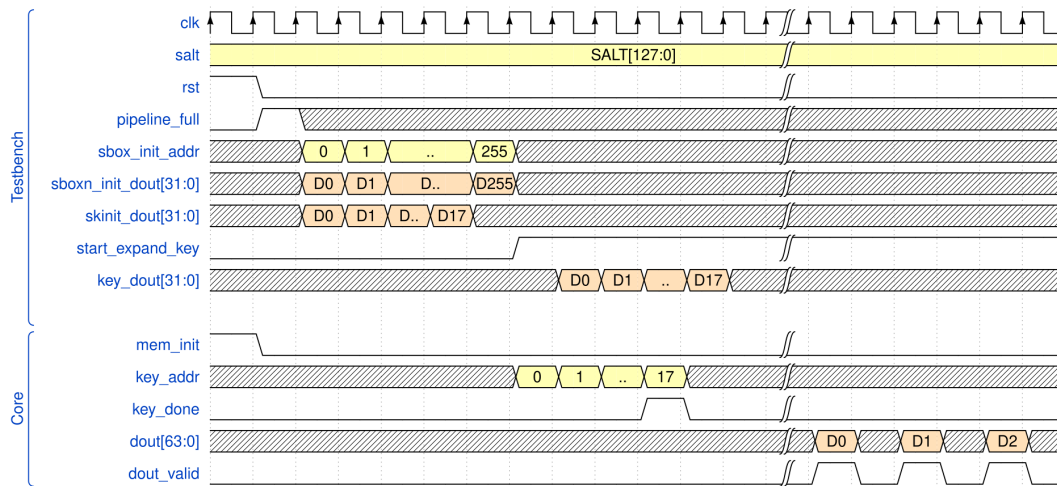 clk
salt SALT[127:0]
rst
pipeline_full
sbox_init_addr 0 1 .. 255
sboxn_init_dout[31:0] D0 D1 D.. D255
skinit_dout[31:0] D0 D1 D.. D17
start_expand_key
key_dout[31:0] D0 D1 .. D17
Testbench
mem_init
key_addr 0 1 .. 17
key_done
dout[63:0] D0 D1 D2
dout_valid
Core